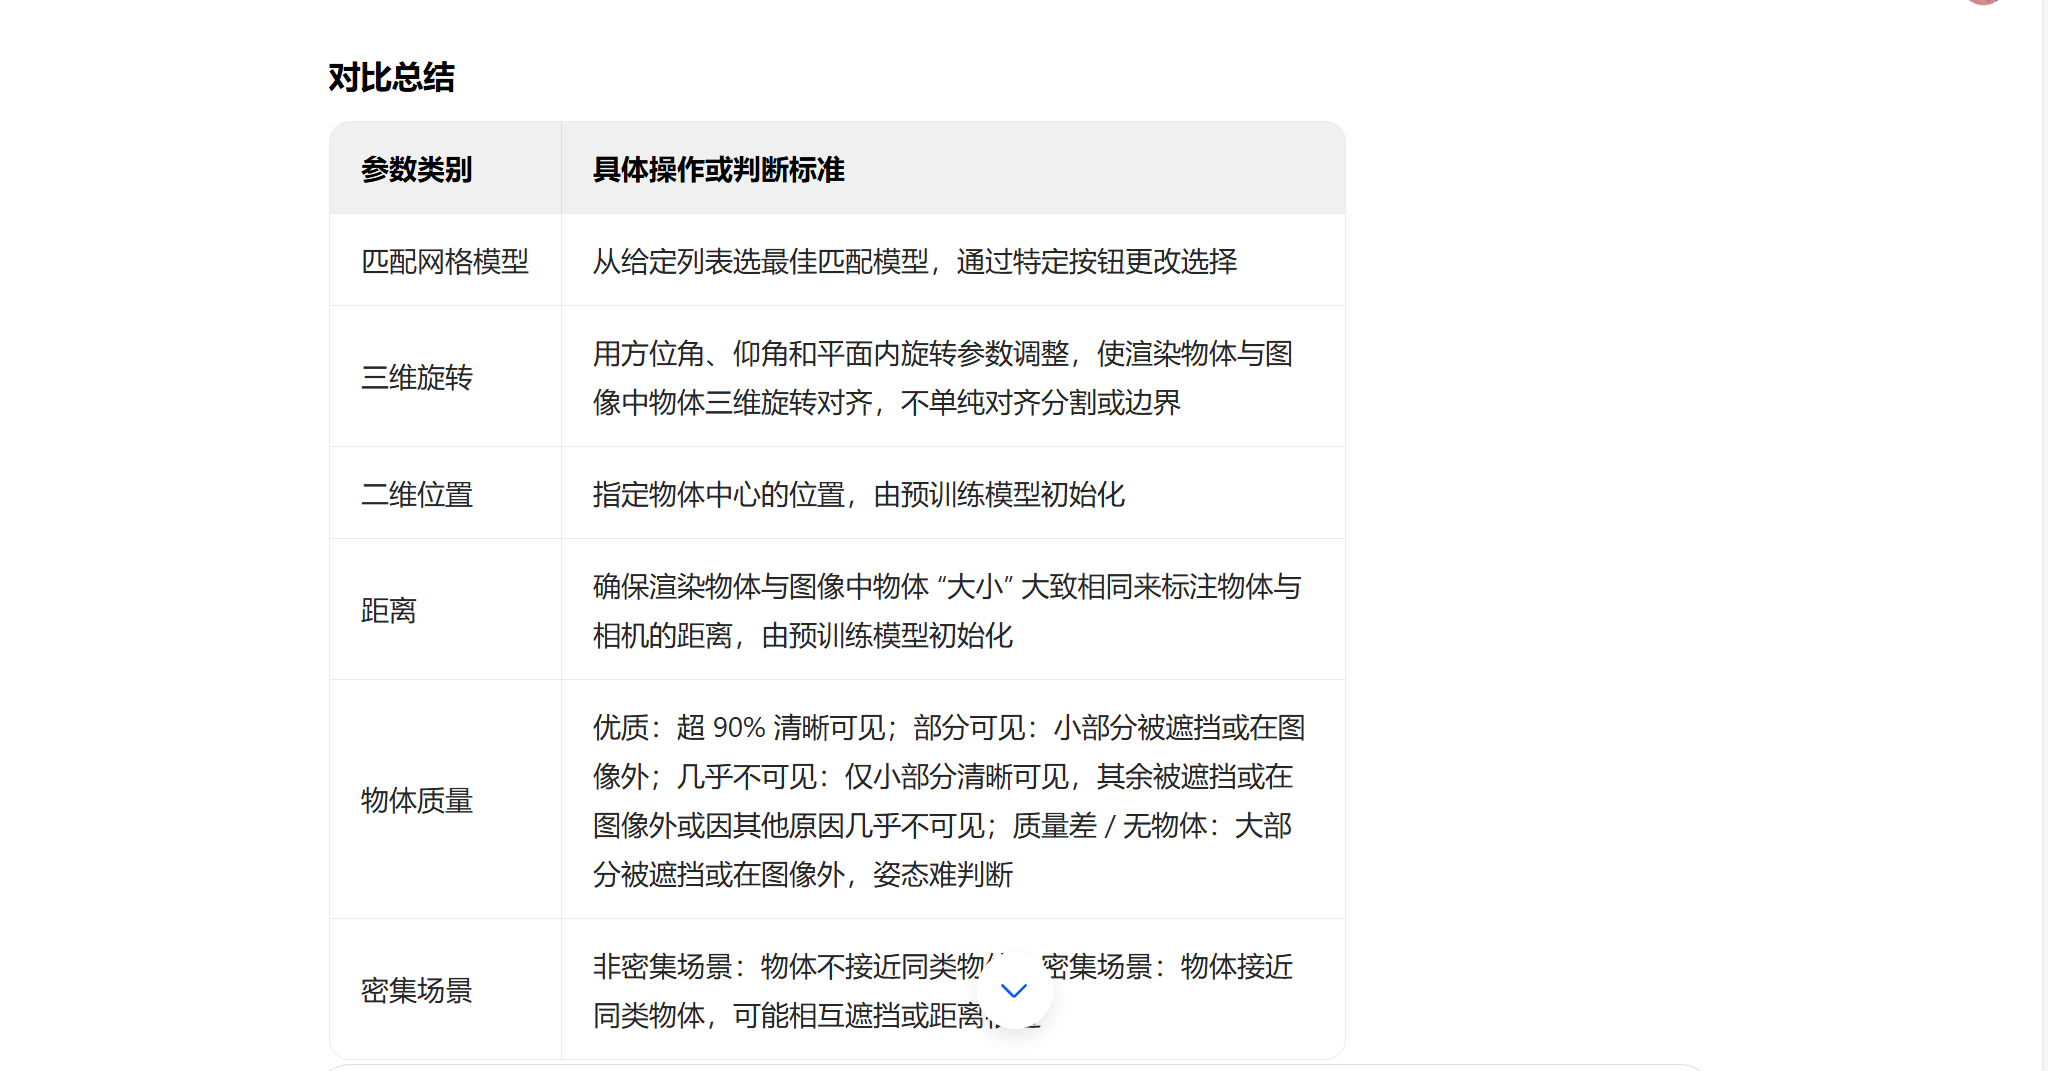 对比总结
参数类别
具体操作或判断标准
匹配网格模型
从给定列表选最佳匹配模型，通过特定按钮更改选择
三维旋转
用方位角、仰角和平面内旋转参数调整，使渲染物体与图
像中物体三维旋转对齐，不单纯对齐分割或边界
二维位置
指定物体中心的位置，由预训练模型初始化
距离
确保渲染物体与图像中物体 “大小” 大致相同来标注物体与
相机的距离，由预训练模型初始化
物体质量
优质：超 90% 清晰可见；部分可见：小部分被遮挡或在图
像外；几乎不可见：仅小部分清晰可见，其余被遮挡或在
图像外或因其他原因几乎不可见；质量差 / 无物体：大部
分被遮挡或在图像外，姿态难判断
密集场景
非密集场景：物体不接近同类物 密集场景：物体接近
同类物体，可能相互遮挡或距离